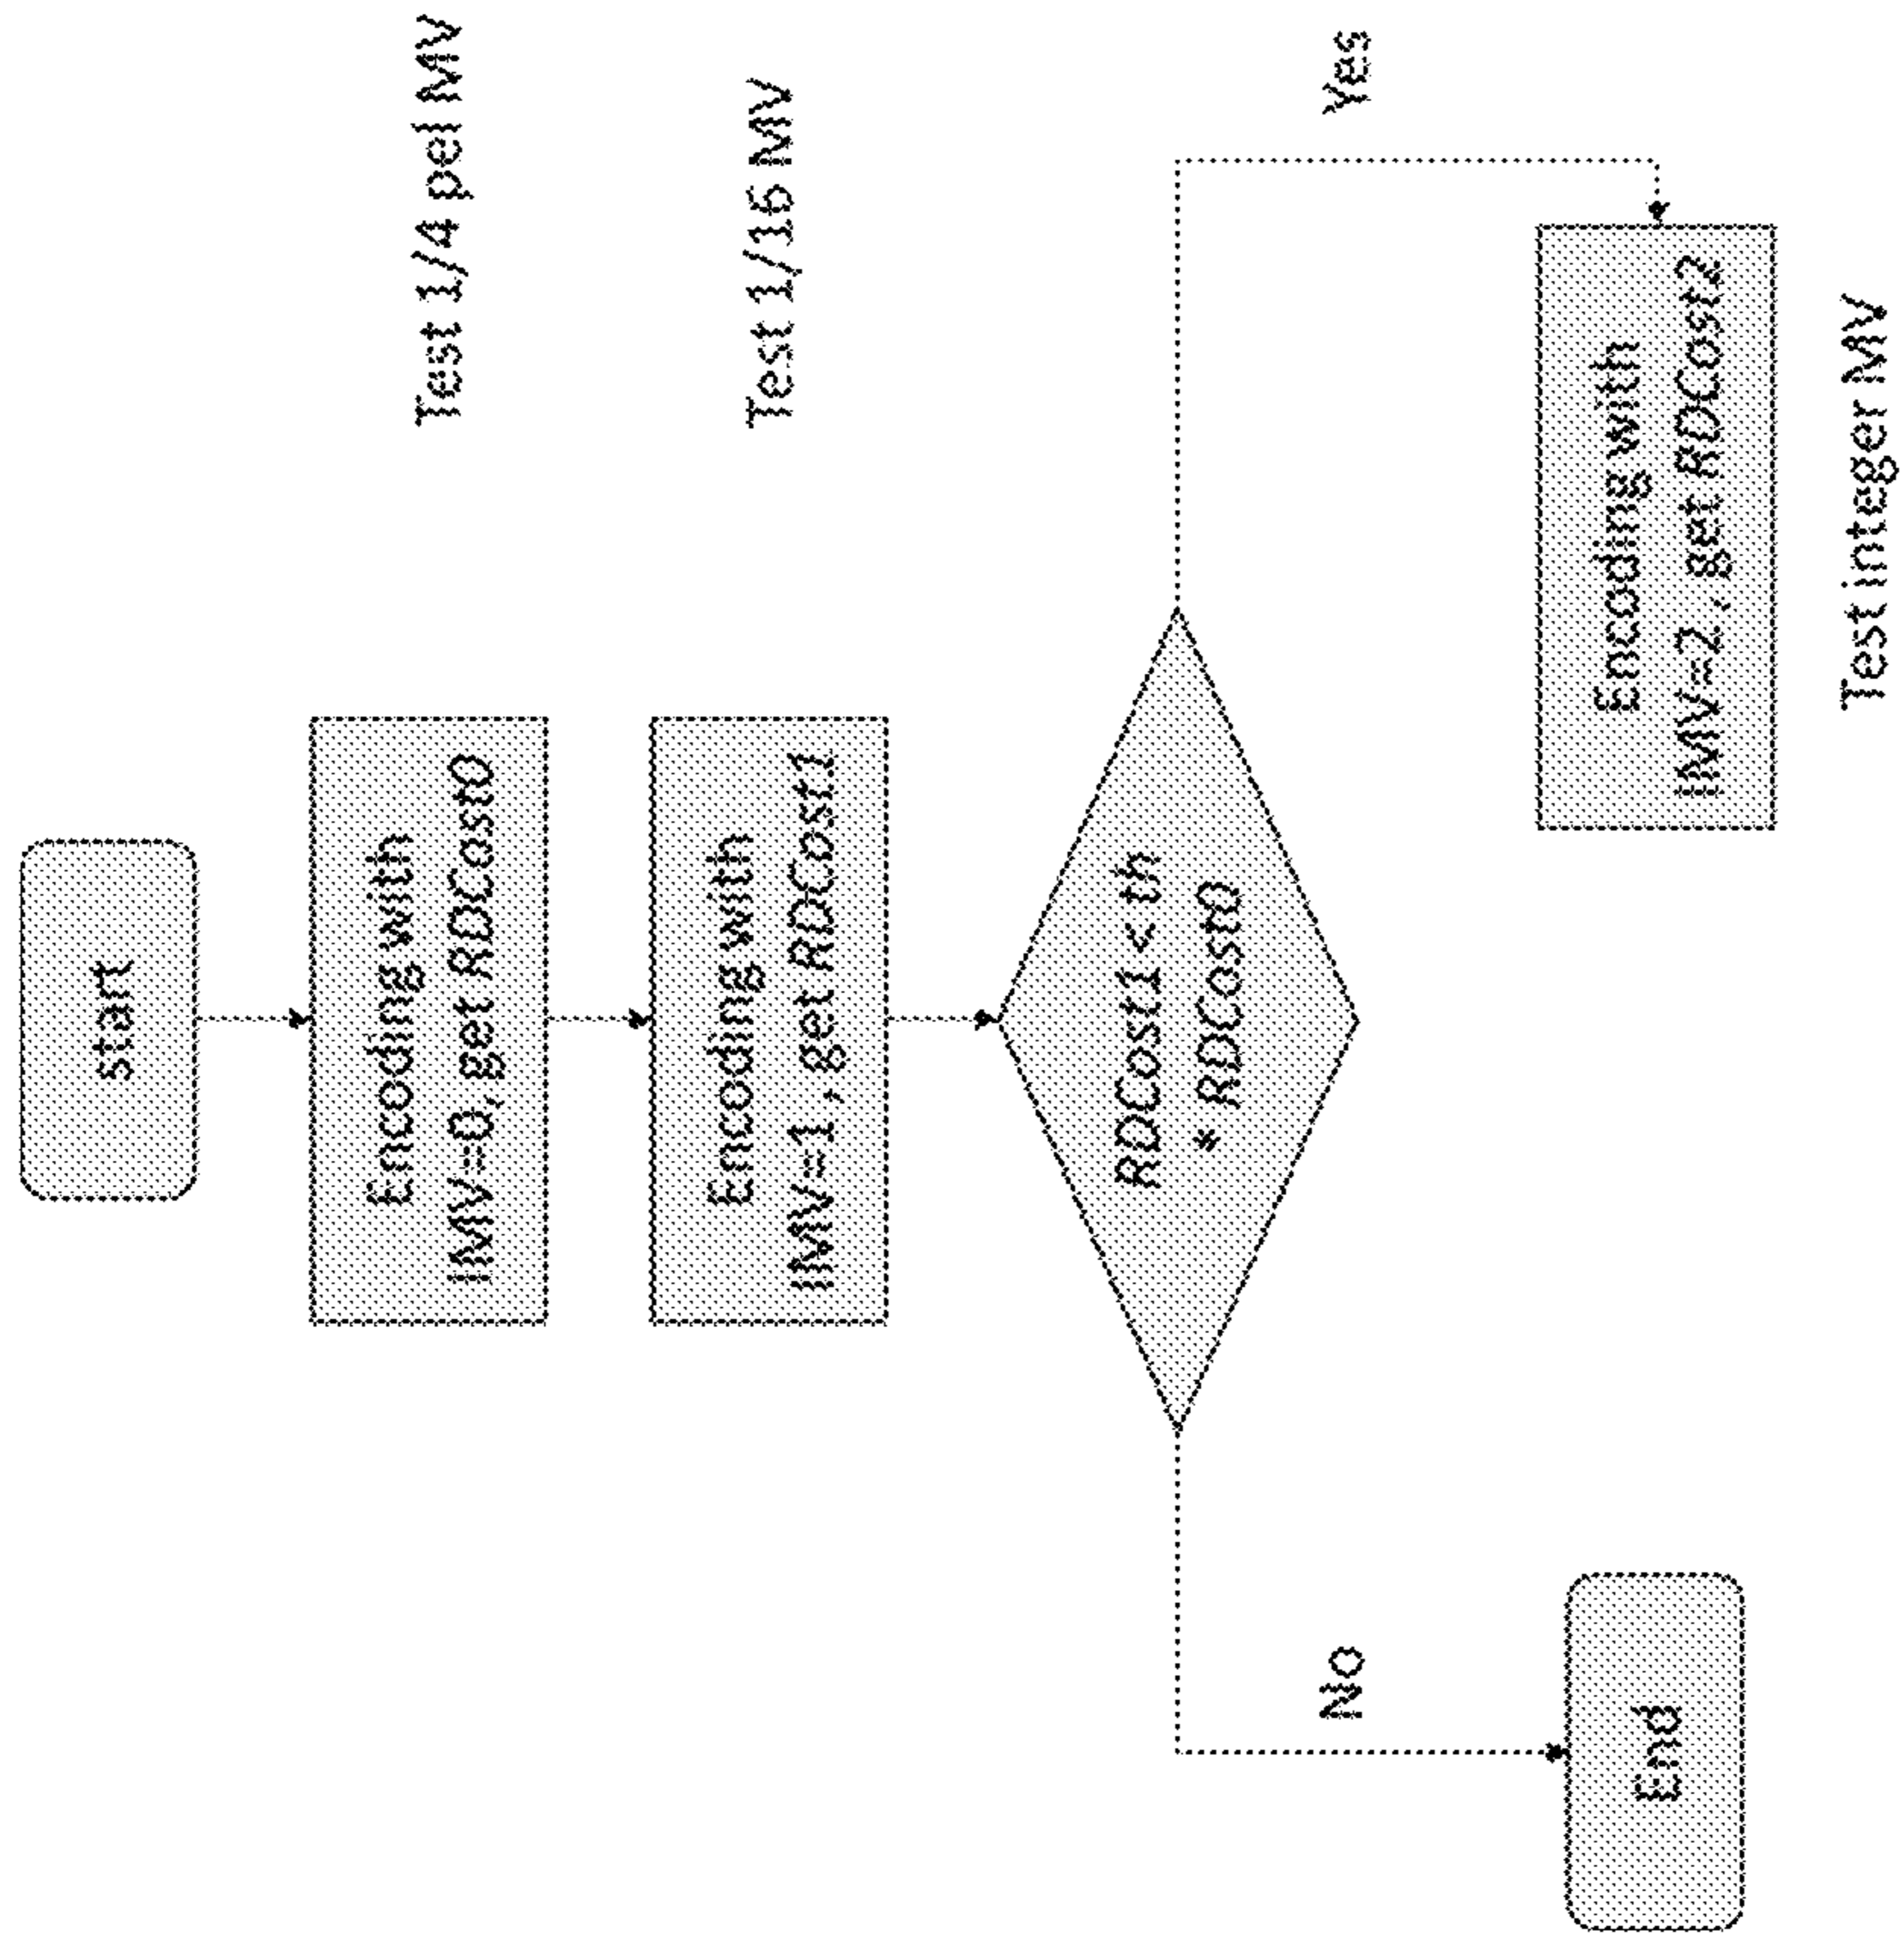 start
Encoding with
IMV=0, get RDCost0
Test 1/4 pel MV
Encoding with
IMV=1 , get RDCost1
Test 1/16 MV
RDCost1 < th
* RDCost0
No
Yes
End
Encoding with
IMV=2 , get RDCost2
Test integer MV